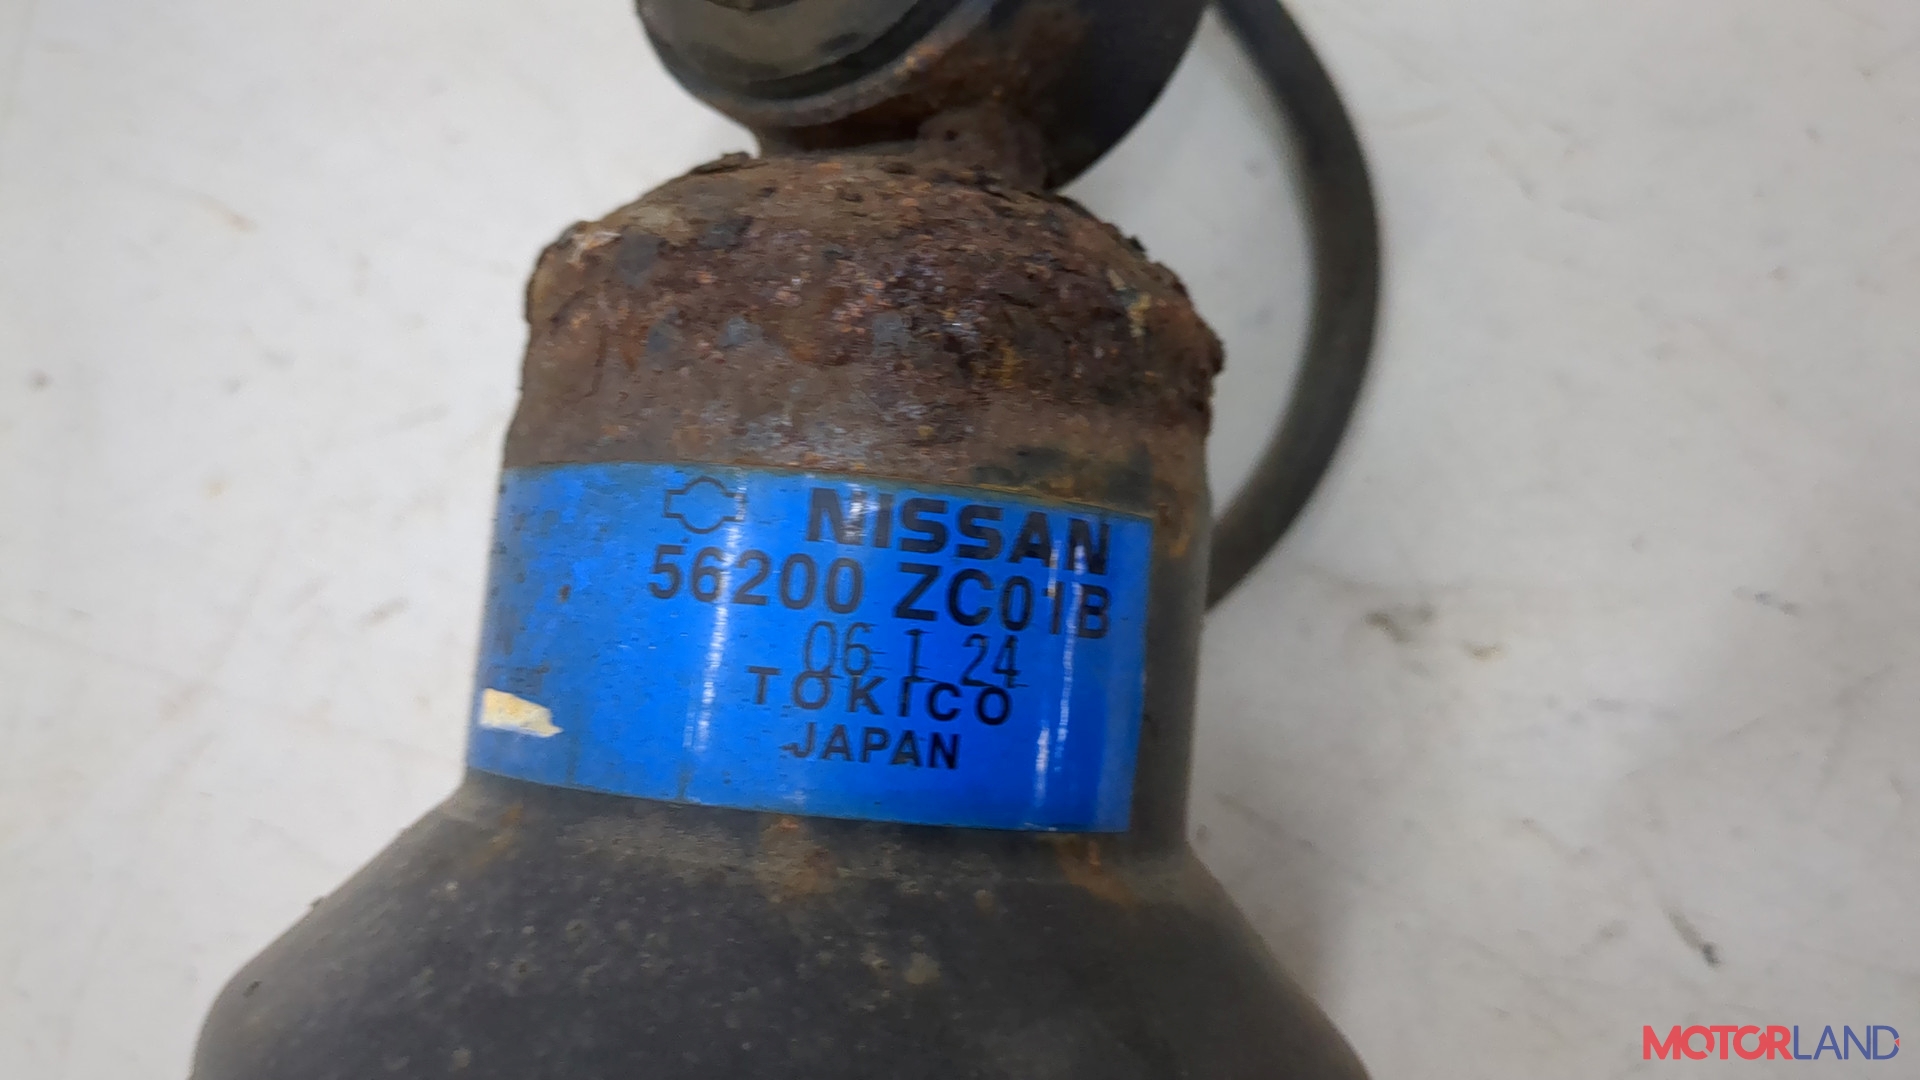 NISSAN
56200 ZC01B
06 1 24
TOKICO
JAPAN
MOTORLAND